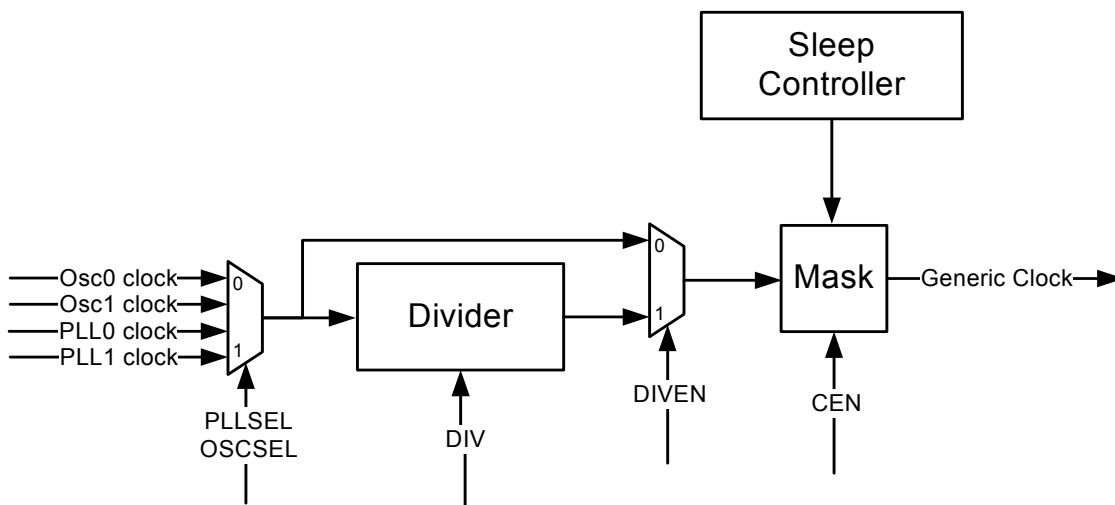 Sleep
Controller
Osc0 clock
Osc1 clock
PLL0 clock
PLL1 clock
0
1
PLLSEL
OSCSEL
Divider
DIV
0
1
DIVEN
Mask
CEN
Generic Clock